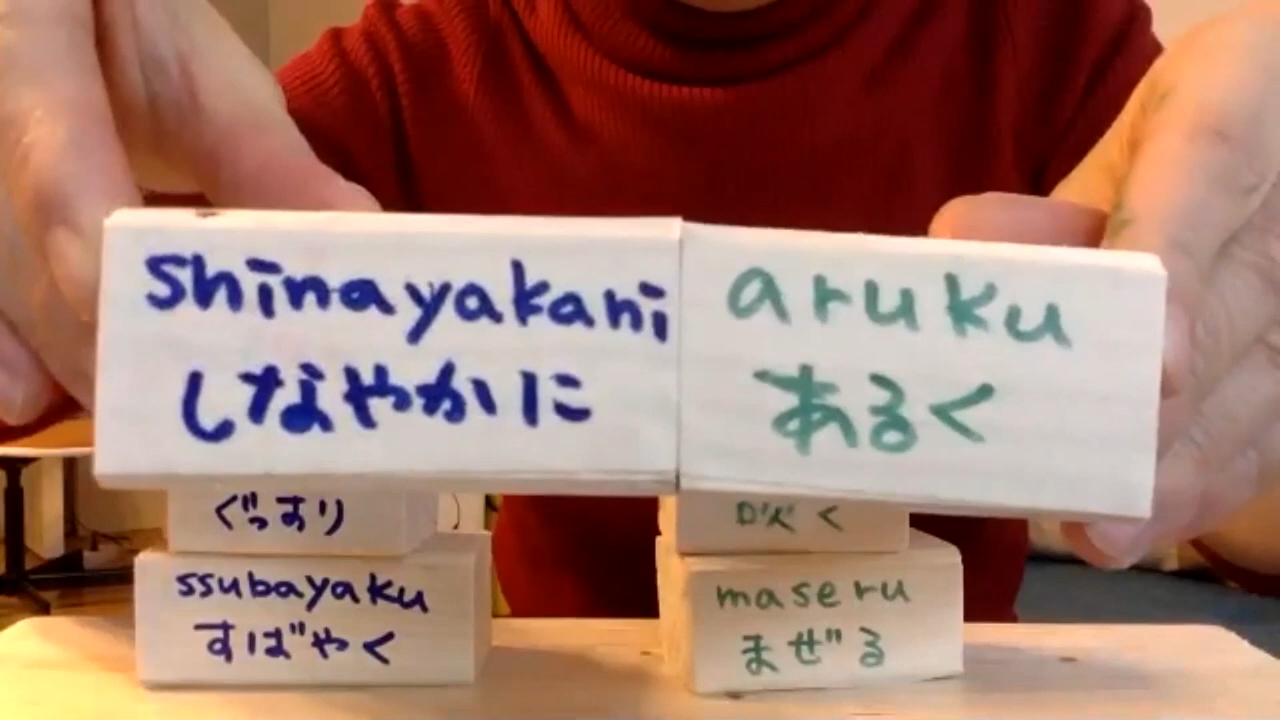 shinayakani
しなやかに
aruku
あるく
ぐっすり
ssubayaku
すばやく
maseru
まぜる